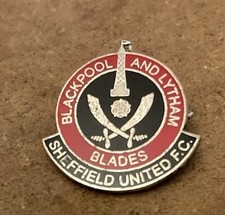 BLACKPOOL AND LYTHAM
BLADES
SHEFFIELD UNITED F.C.